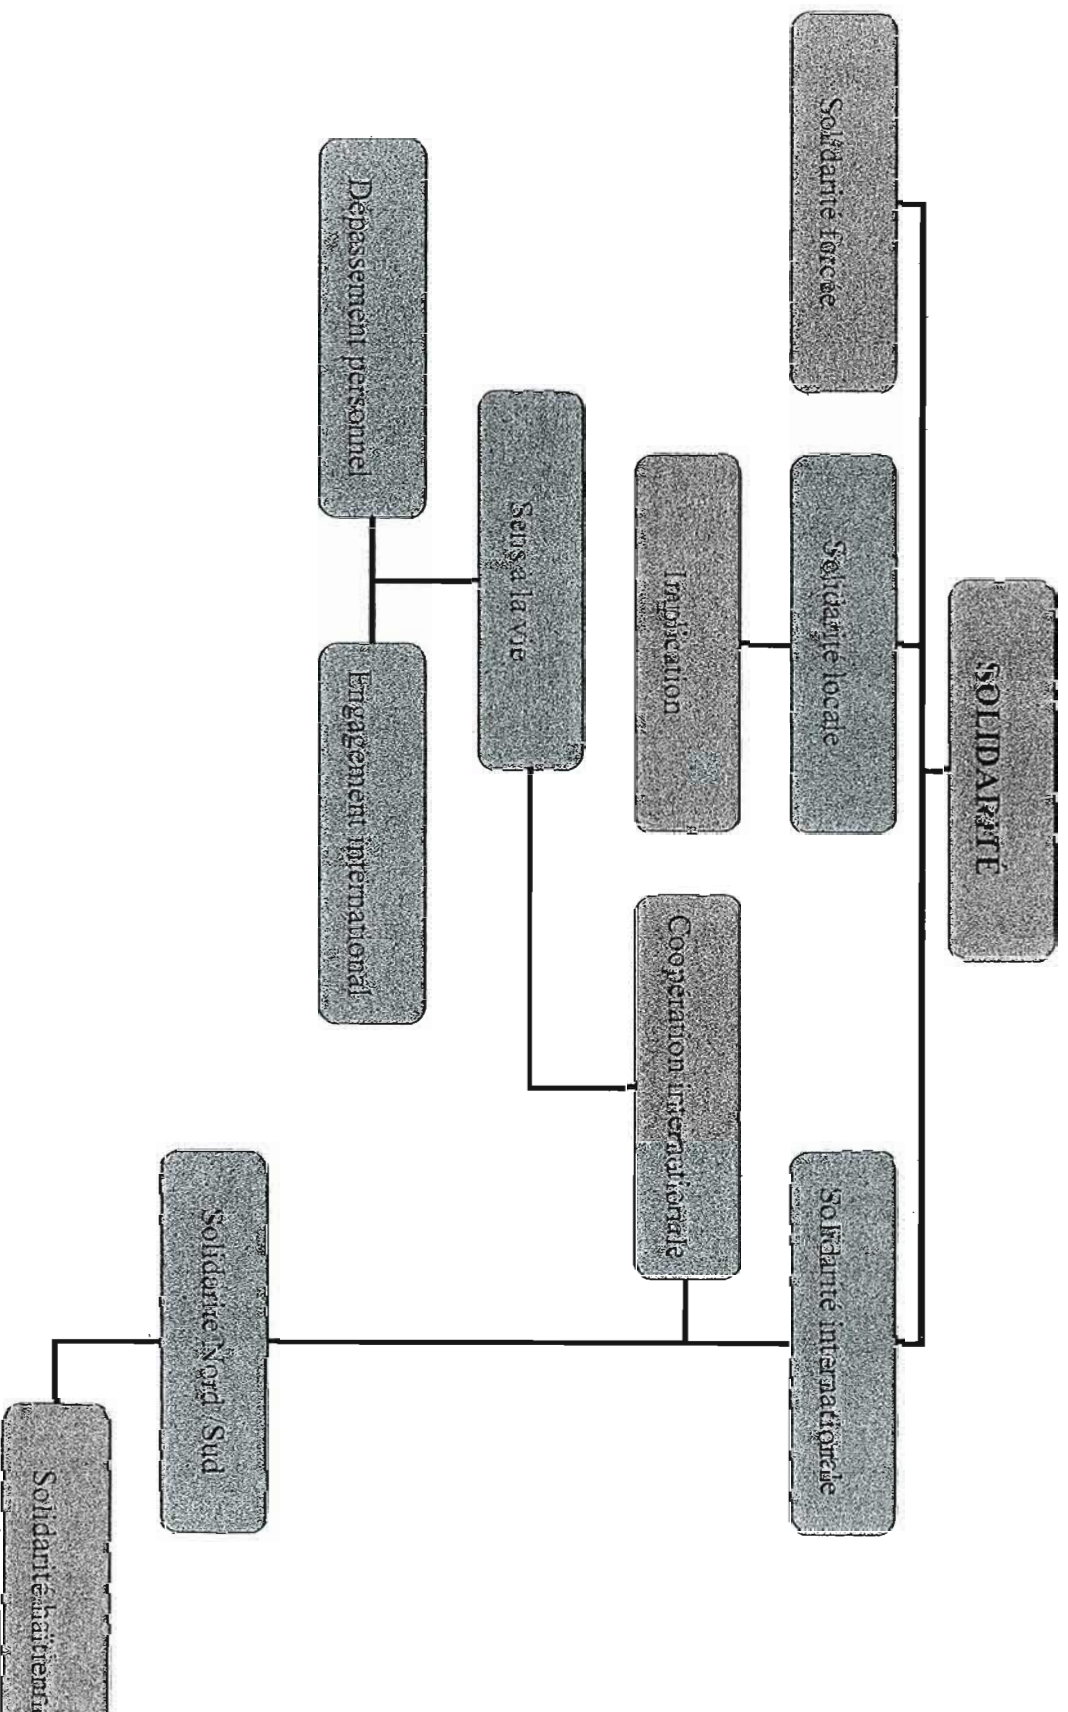 SOLIDARITÉ
Solidarité forcée
Solidarité locale
Solidarité internationale
Implication
Coopération internationale
Sens à la vie
Dépassement personnel
Engagement international
Solidarité Nord /Sud
Solidarité